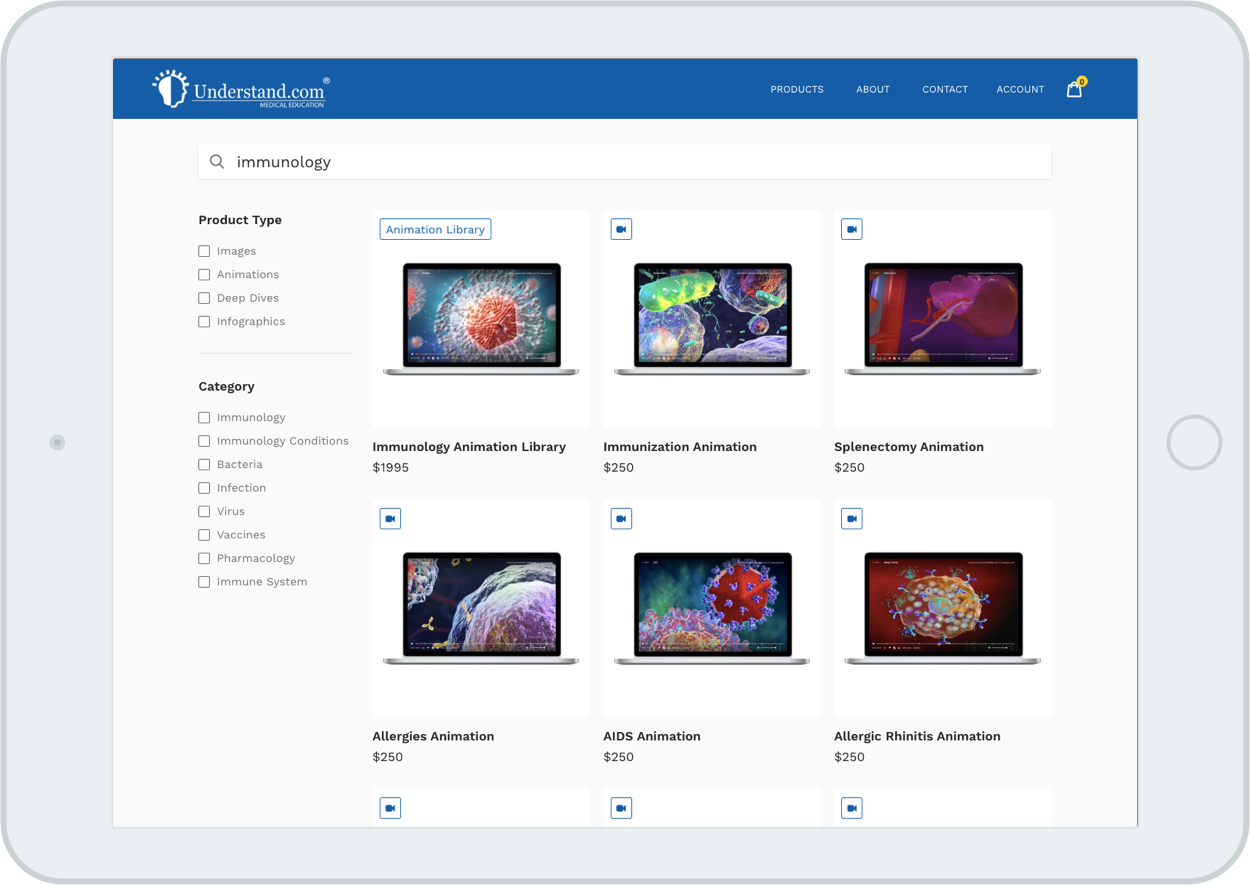 Understand.com®
MEDICAL EDUCATION
PRODUCTS
ABOUT
CONTACT
ACCOUNT
0
immunology
Product Type
Images
Animations
Deep Dives
Infographics
Category
Immunology
Immunology Conditions
Bacteria
Infection
Virus
Vaccines
Pharmacology
Immune System
Animation Library
Immunology Animation Library
$1995
Immunization Animation
$250
Splenectomy Animation
$250
Allergies Animation
$250
AIDS Animation
$250
Allergic Rhinitis Animation
$250